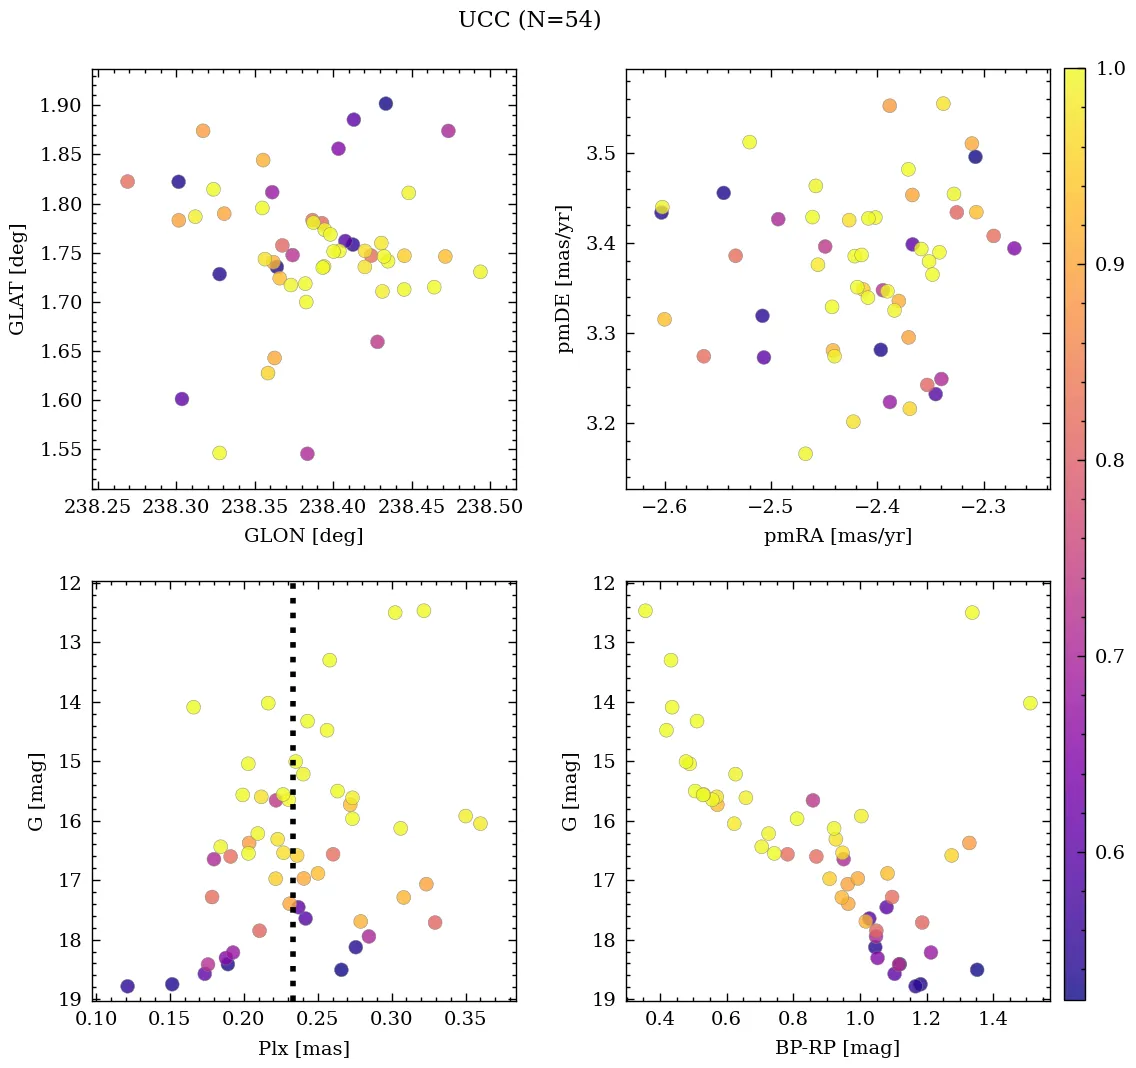 UCC (N=54)
1.90
1.85
1.80
1.75
1.70
1.65
1.60
1.55
GLAT [deg]
238.25 238.30 238.35 238.40 238.45 238.50
GLON [deg]
3.5
3.4
3.3
3.2
pmDE [mas/yr]
−2.6 −2.5 −2.4 −2.3
pmRA [mas/yr]
12
13
14
15
16
17
18
19
G [mag]
0.10 0.15 0.20 0.25 0.30 0.35
Plx [mas]
12
13
14
15
16
17
18
19
G [mag]
0.4 0.6 0.8 1.0 1.2 1.4
BP-RP [mag]
1.0
0.9
0.8
0.7
0.6